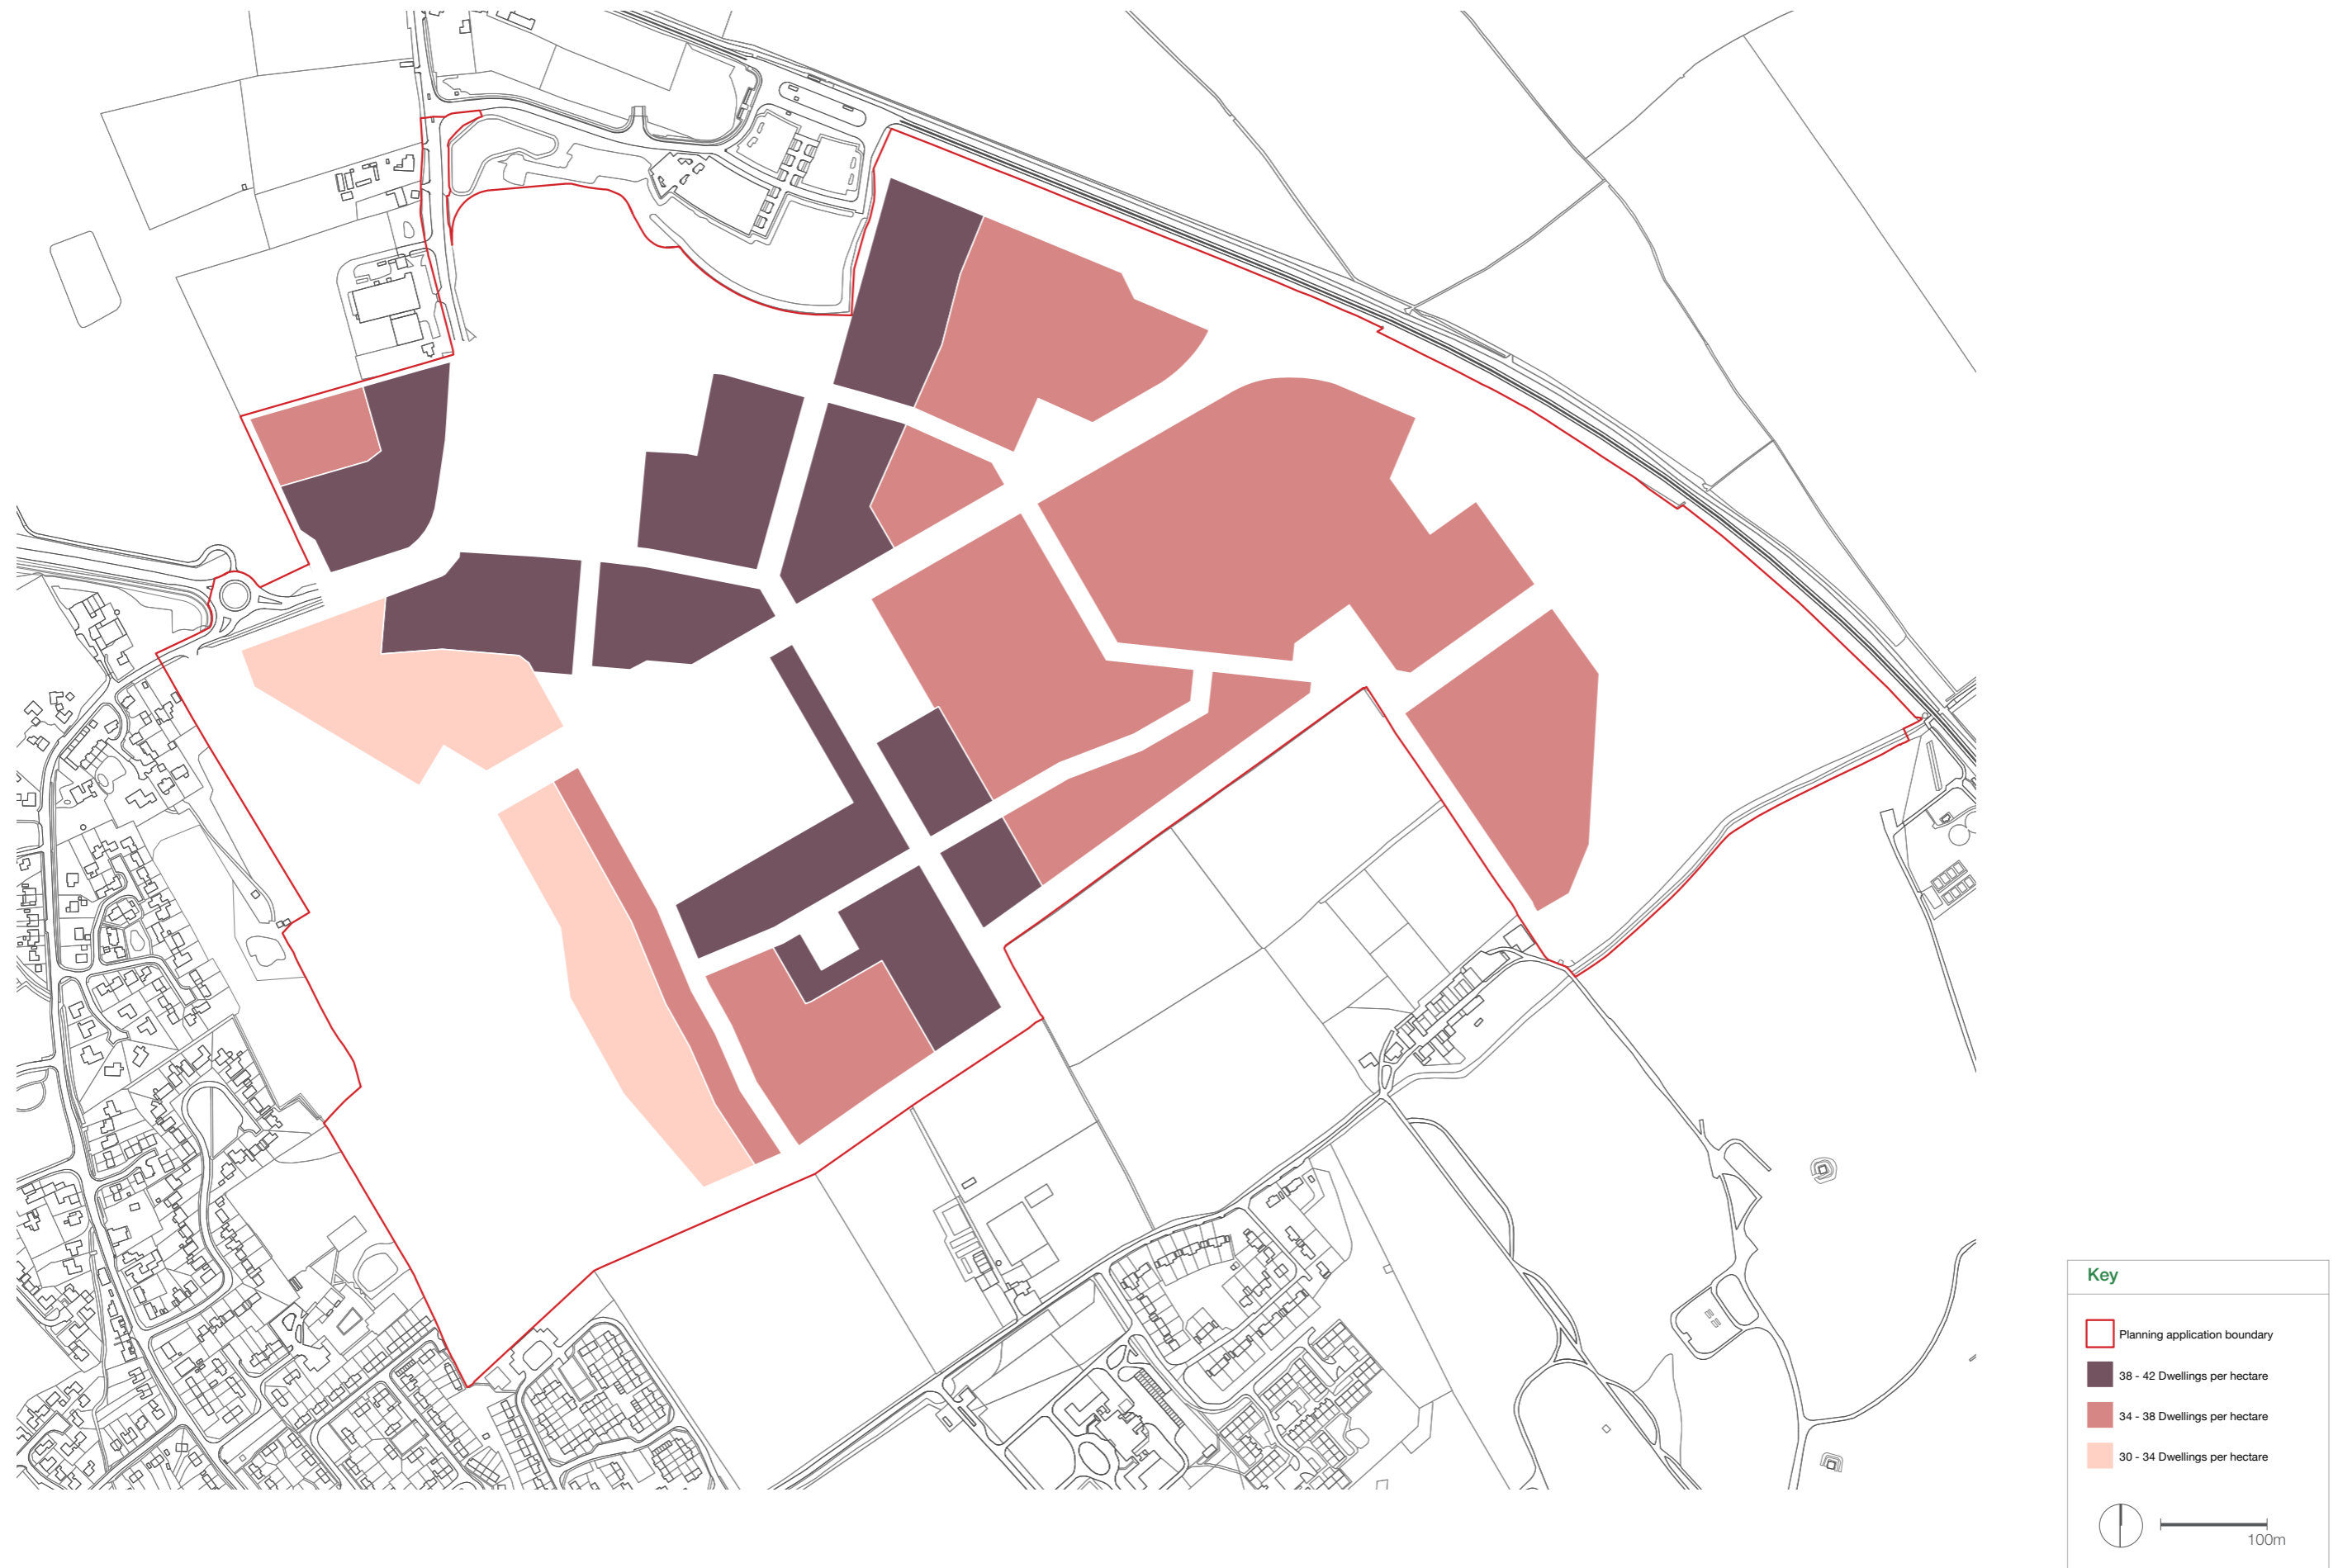 Key
Planning application boundary
38 - 42 Dwellings per hectare
34 - 38 Dwellings per hectare
30 - 34 Dwellings per hectare
100m